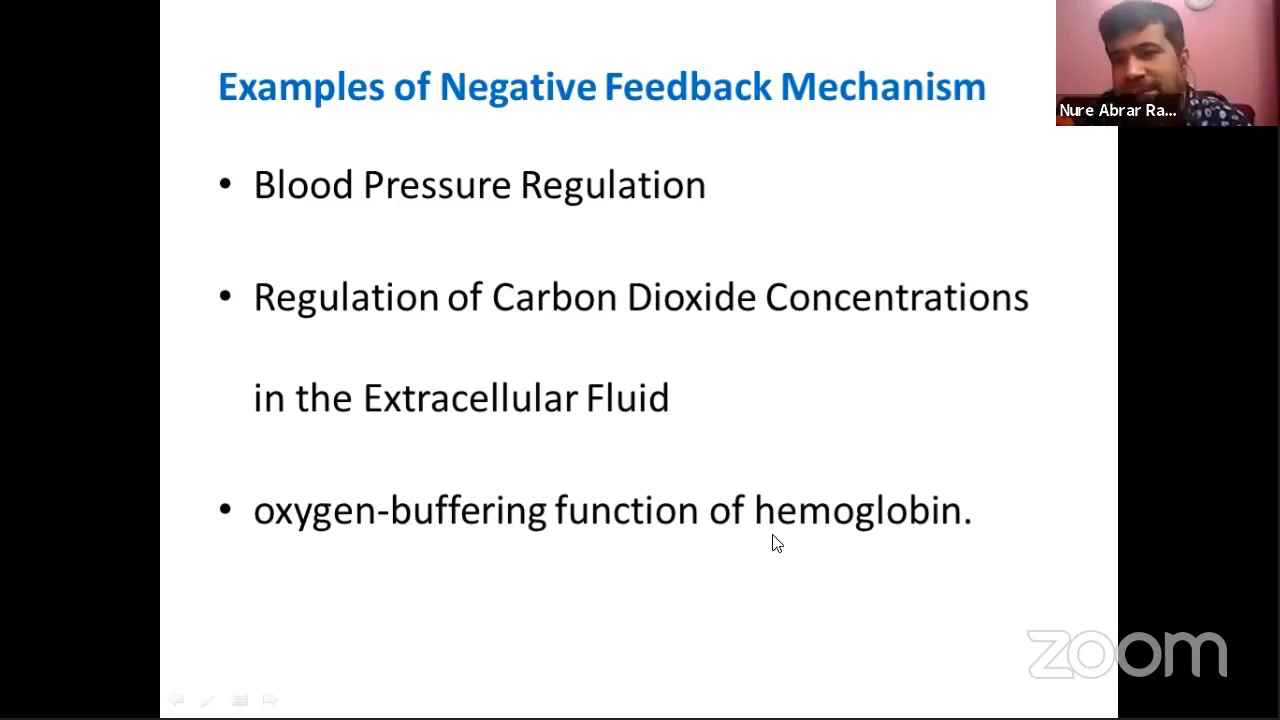 Examples of Negative Feedback Mechanism
Nure Abrar Ra...
• Blood Pressure Regulation
• Regulation of Carbon Dioxide Concentrations
in the Extracellular Fluid
• oxygen-buffering function of hemoglobin.
zoom